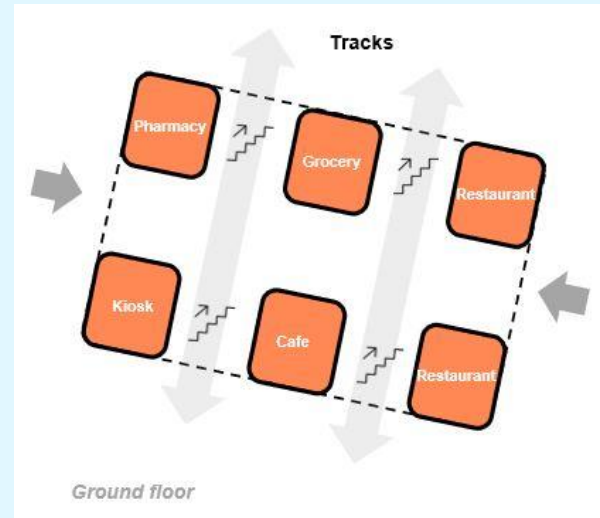 Tracks
Pharmacy
Grocery
Restaurant
Kiosk
Cafe
Restaurant
Ground floor